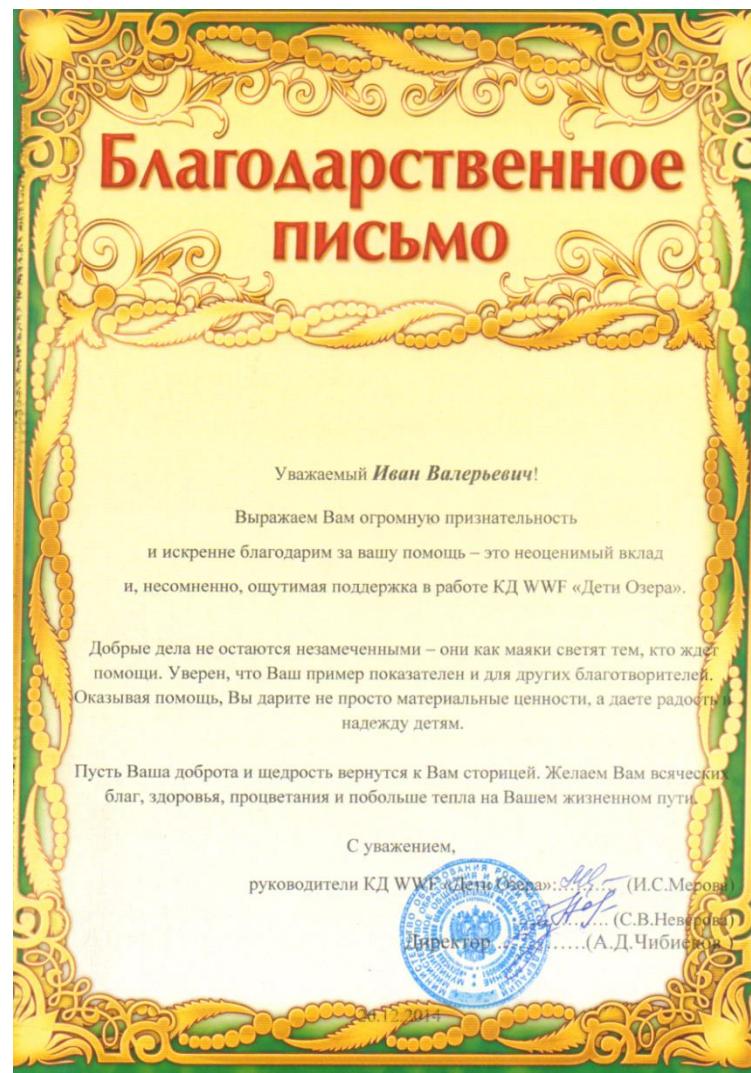 Благодарственное
письмо
Уважаемый Иван Валерьевич!
Выражаем Вам огромную признательность
и искренне благодарим за вашу помощь – это неоценимый вклад
и, несомненно, ощутимая поддержка в работе КД WWF «Дети Озера».
Добрые дела не остаются незамеченными – они как маяки светят тем, кто ждет
помощи. Уверен, что Ваш пример показателен и для других благотворителей.
Оказывая помощь, Вы дарите не просто материальные ценности, а даете радость и
надежду детям.
Пусть Ваша доброта и щедрость вернутся к Вам сторицей. Желаем Вам всяческих
благ, здоровья, процветания и побольше тепла на Вашем жизненном пути.
С уважением,
руководители КД WWF «Дети Озера»:………… (И.С.Мерова)
………… (С.В.Неверова)
Директор……………(А.Д.Чибиенов )
26.12.2014